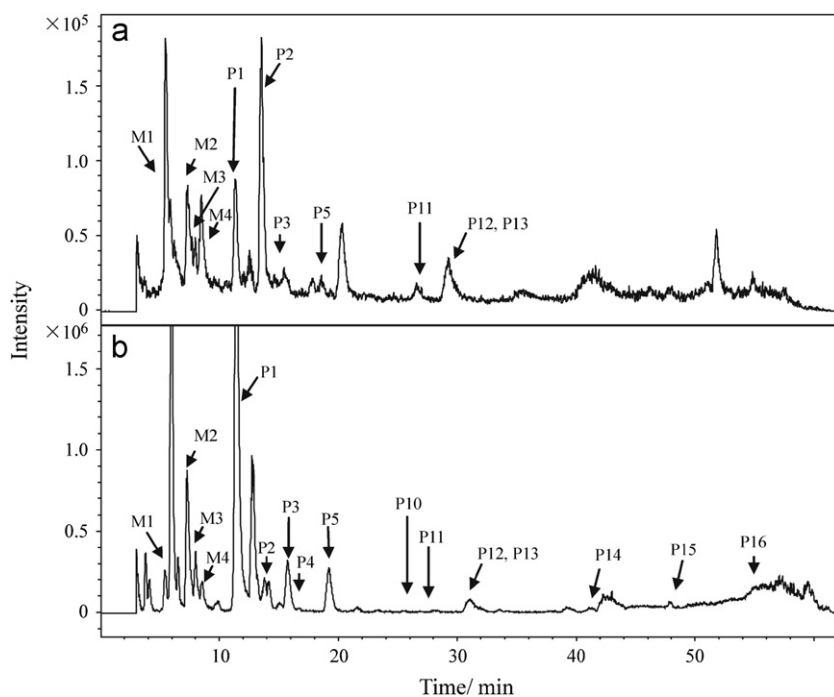 ×10⁵
a
P2
P1
1.5
M1
M2
1.0
M3
M4
P3
P5
P11
P12, P13
0.5
0
Intensity
×10⁶
b
P1
1.5
M2
1.0
M1
M3
M4
P2
P3
P4
P5
P10
P11
P12, P13
P14
P15
P16
0.5
0
10
20
30
40
50
Time/ min